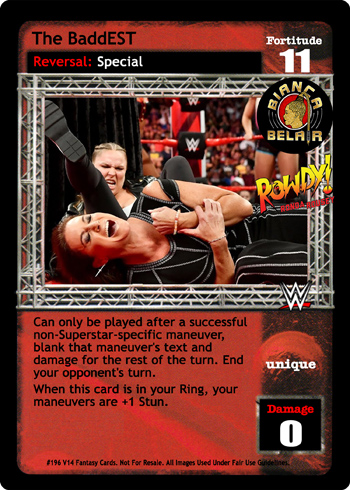 The BaddEST
Fortitude
11
Reversal: Special
BIANCA
BELAIR
ROWDY!
Can only be played after a successful
non-Superstar-specific maneuver,
blank that maneuver's text and
damage for the rest of the turn. End
your opponent's turn.
When this card is in your Ring, your
maneuvers are +1 Stun.
unique
Damage
0
#196 V14 Fantasy Cards. Not For Resale. All Images Used Under Fair Use Guidelines.